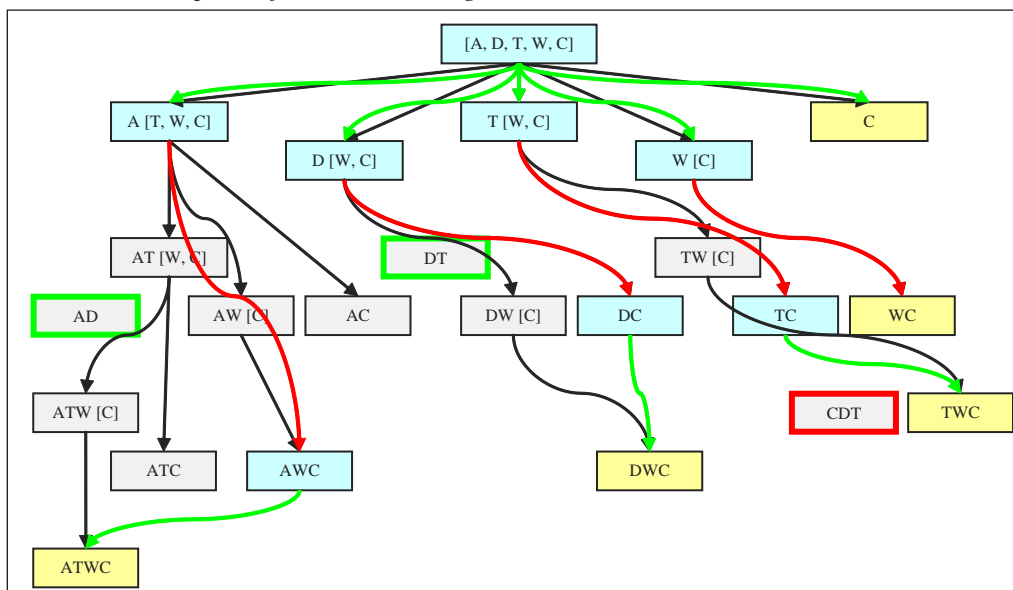 [A, D, T, W, C]
A [T, W, C]
T [W, C]
C
D [W, C]
W [C]
AT [W, C]
DT
TW [C]
AD
AW [C]
AC
DW [C]
DC
TC
WC
ATW [C]
CDT
TWC
ATC
AWC
DWC
ATWC